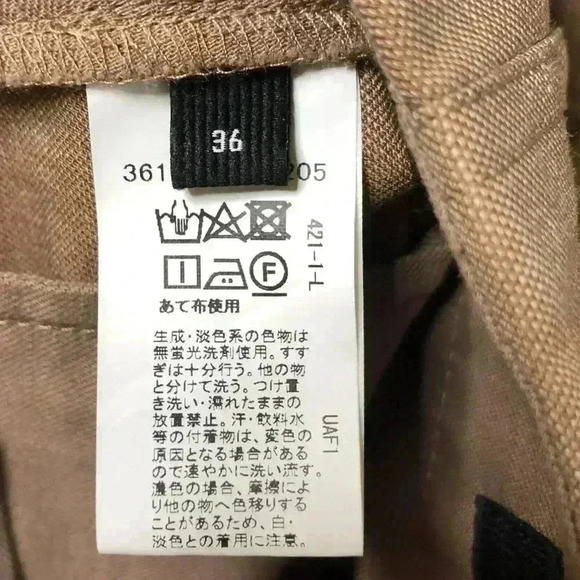 36
361 205
421-1-L
F
あて布使用
生成・淡色系の色物は
無蛍光洗剤使用。すす
ぎは十分行う。他の物
と分けて洗う。つけ置
き洗い・濡れたままの
放置禁止。汗・飲料水
等の付着物は、変色の
原因となる場合がある
ので速やかに洗い流す。
濃色の場合、摩擦によ
り他の物へ色移りする
ことがあるため、白・
淡色との着用に注意。
UAF1